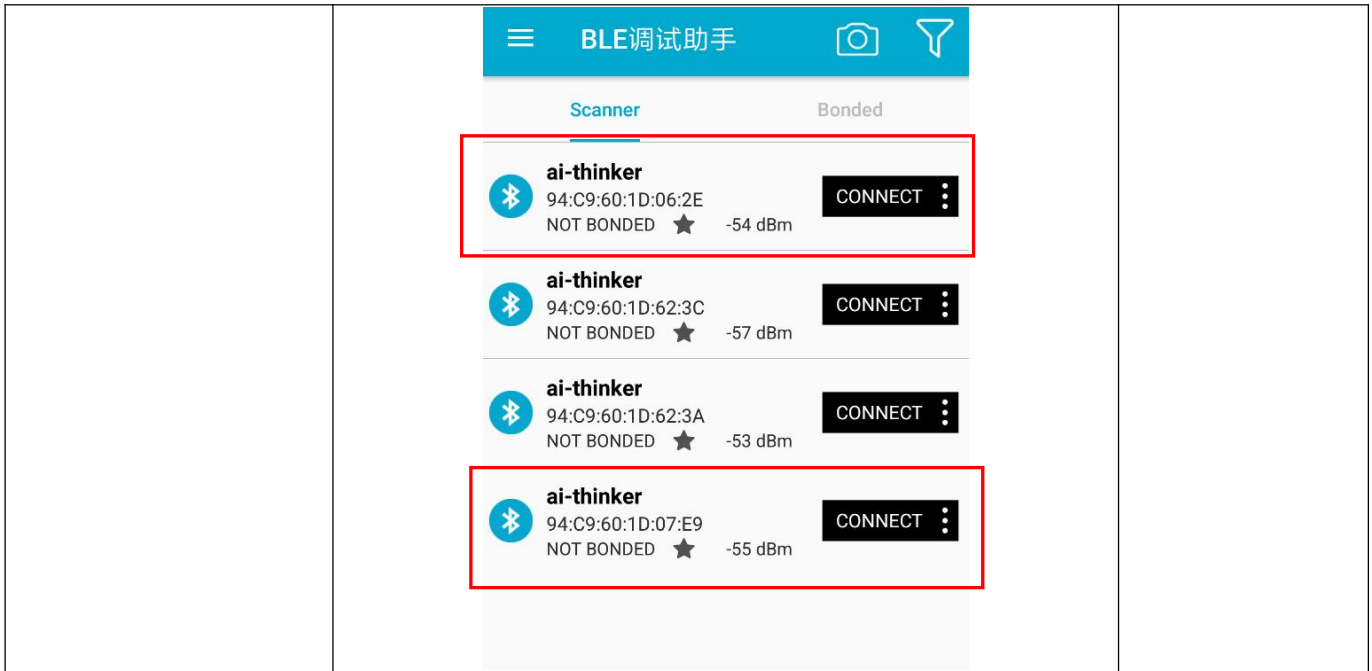 BLE调试助手
Scanner
Bonded
ai-thinker
94:C9:60:1D:06:2E
CONNECT
NOT BONDED
-54 dBm
ai-thinker
94:C9:60:1D:62:3C
CONNECT
NOT BONDED
-57 dBm
ai-thinker
94:C9:60:1D:62:3A
CONNECT
NOT BONDED
-53 dBm
ai-thinker
94:C9:60:1D:07:E9
CONNECT
NOT BONDED
-55 dBm